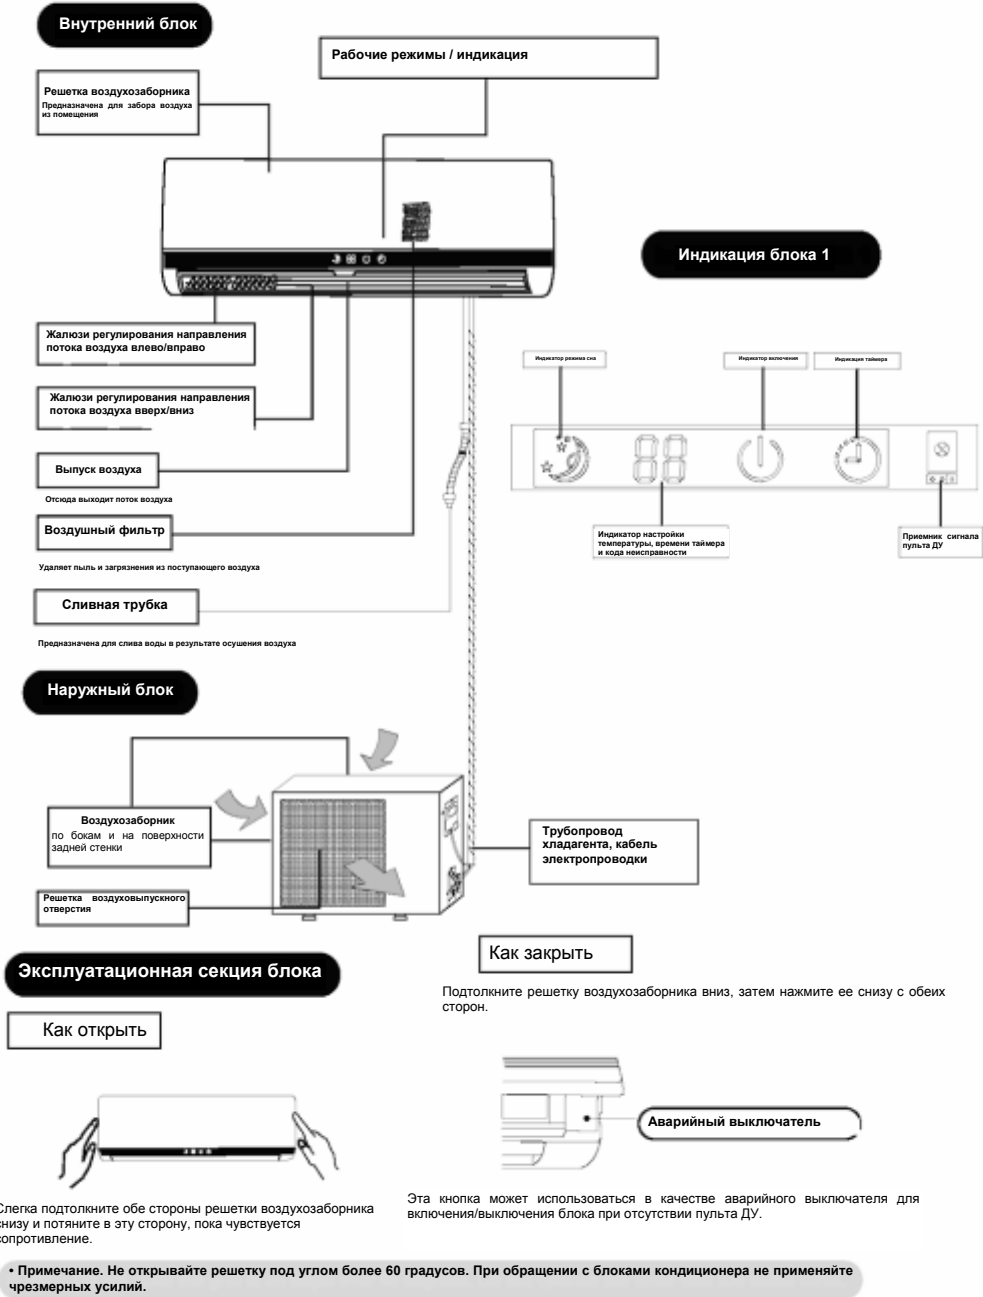 Внутренний блок
Рабочие режимы / индикация
Решетка воздухозаборника
Предназначена для забора воздуха
из помещения
Индикация блока 1
Жалюзи регулирования направления
потока воздуха влево/вправо
Индикатор режима сна
Индикатор включения
Индикация таймера
Жалюзи регулирования направления
потока воздуха вверх/вниз
Выпуск воздуха
Отсюда выходит поток воздуха
Воздушный фильтр
Индикатор настройки
температуры, времени таймера
и кода неисправности
Приемник сигнала
пульта ДУ
Удаляет пыль и загрязнения из поступающего воздуха
Сливная трубка
Предназначена для слива воды в результате осушения воздуха
Наружный блок
Воздухозаборник
по бокам и на поверхности
задней стенки
Трубопровод
хладагента, кабель
электропроводки
Решетка воздуховыпускного
отверстия
Эксплуатационная секция блока
Как закрыть
Подтолкните решетку воздухозаборника вниз, затем нажмите ее снизу с обеих
сторон.
Как открыть
Аварийный выключатель
Слегка подтолкните обе стороны решетки воздухозаборника
снизу и потяните в эту сторону, пока чувствуется
сопротивление.
Эта кнопка может использоваться в качестве аварийного выключателя для
включения/выключения блока при отсутствии пульта ДУ.
• Примечание. Не открывайте решетку под углом более 60 градусов. При обращении с блоками кондиционера не применяйте
чрезмерных усилий.